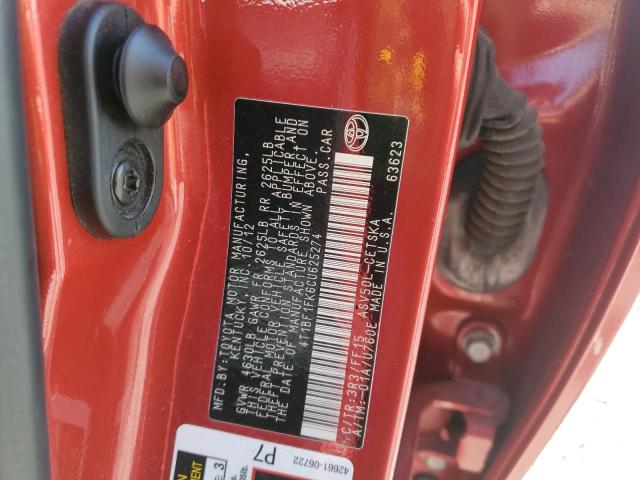 MFD.BY:TOYOTA MOTOR MANUFACTURING,
KENTUCKY, INC. 10/12
GVWR 4630LB GAWR FR 2625LB RR 2625LB
THIS VEHICLE CONFORMS TO ALL APPLICABLE
FEDERAL MOTOR VEHICLE SAFETY, BUMPER, AND
THEFT PREVENTION STANDARDS IN EFFECT ON
THE DATE OF MANUFACTURE SHOWN ABOVE.
4T1BF1FK6CU625274 PASS.CAR
C/TR:3R3/FF15 ASV50L-CETSKA
A/TM:-01A/U760E MADE IN U.S.A.
63623
42661-06722
P7